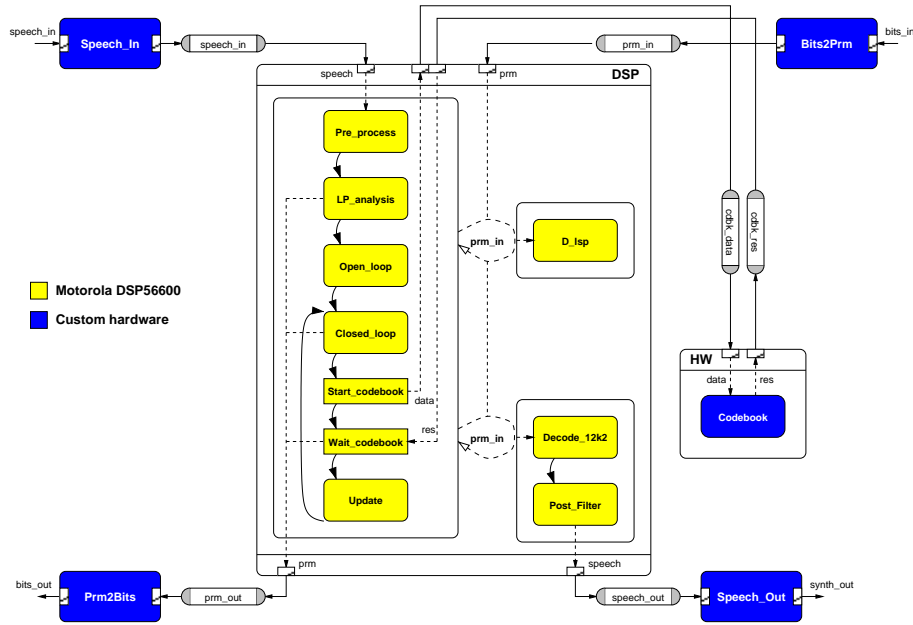 speech_in
Speech_In
speech_in
prm_in
Bits2Prm
bits_in
speech
prm
DSP
Pre_process
LP_analysis
prm_in
D_lsp
cdbk_data
cdbk_res
Open_loop
Motorola DSP56600
Custom hardware
Closed_loop
HW
data
res
Start_codebook
data
Codebook
res
Wait_codebook
prm_in
Decode_12k2
Update
Post_Filter
prm
speech
bits_out
Prm2Bits
prm_out
speech_out
Speech_Out
synth_out